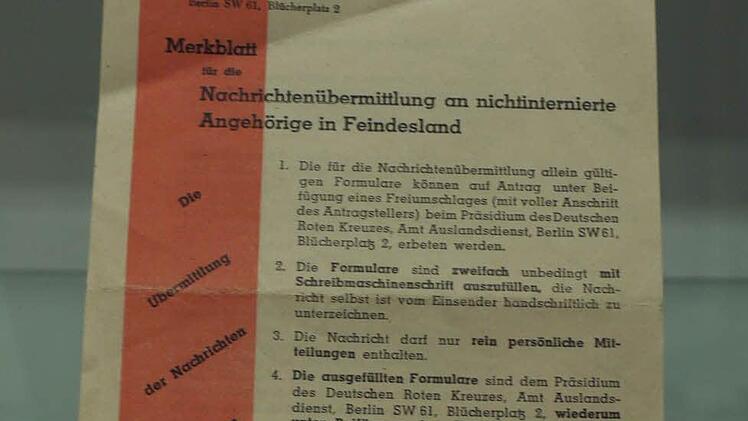 Berlin SW 61, Blücherplatz 2
Merkblatt
für die
Nachrichtenübermittlung an nichtinternierte
Angehörige in Feindesland
Die
Übermittlung
der Nachrichten
1. Die für die Nachrichtenübermittlung allein gülti-
gen Formulare können auf Antrag unter Bei-
fügung eines Freiumschlages (mit voller Anschrift
des Antragstellers) beim Präsidium des Deutschen
Roten Kreuzes, Amt Auslandsdienst, Berlin SW 61,
Blücherplatz 2, erbeten werden.
2. Die Formulare sind zweifach unbedingt mit
Schreibmaschinenschrift auszufüllen, die Nach-
richt selbst ist vom Einsender handschriftlich zu
unterzeichnen.
3. Die Nachricht darf nur rein persönliche Mit-
teilungen enthalten.
4. Die ausgefüllten Formulare sind dem Präsidium
des Deutschen Roten Kreuzes, Amt Auslands-
dienst, Berlin SW 61, Blücherplatz 2, wiederum